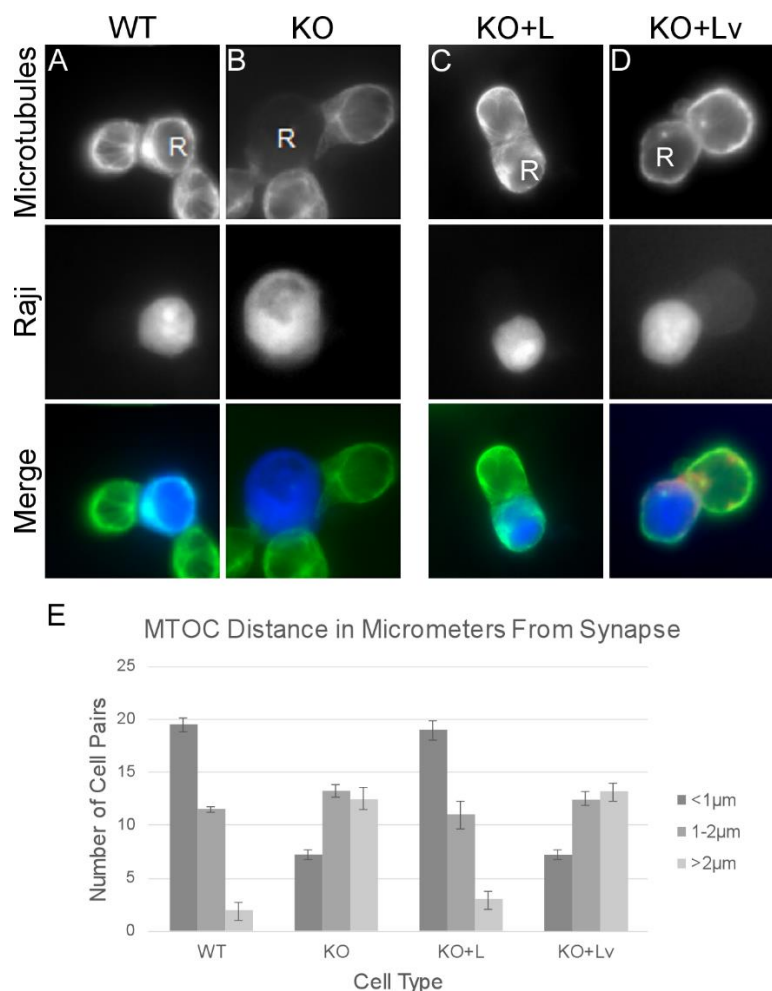 WT KO KO+L KO+Lv
A B C D
Microtubules
R R R R
Raji
Merge
E
MTOC Distance in Micrometers From Synapse
Number of Cell Pairs
25
20
15
10
5
0
<1µm
1-2µm
>2µm
WT KO KO+L KO+Lv
Cell Type